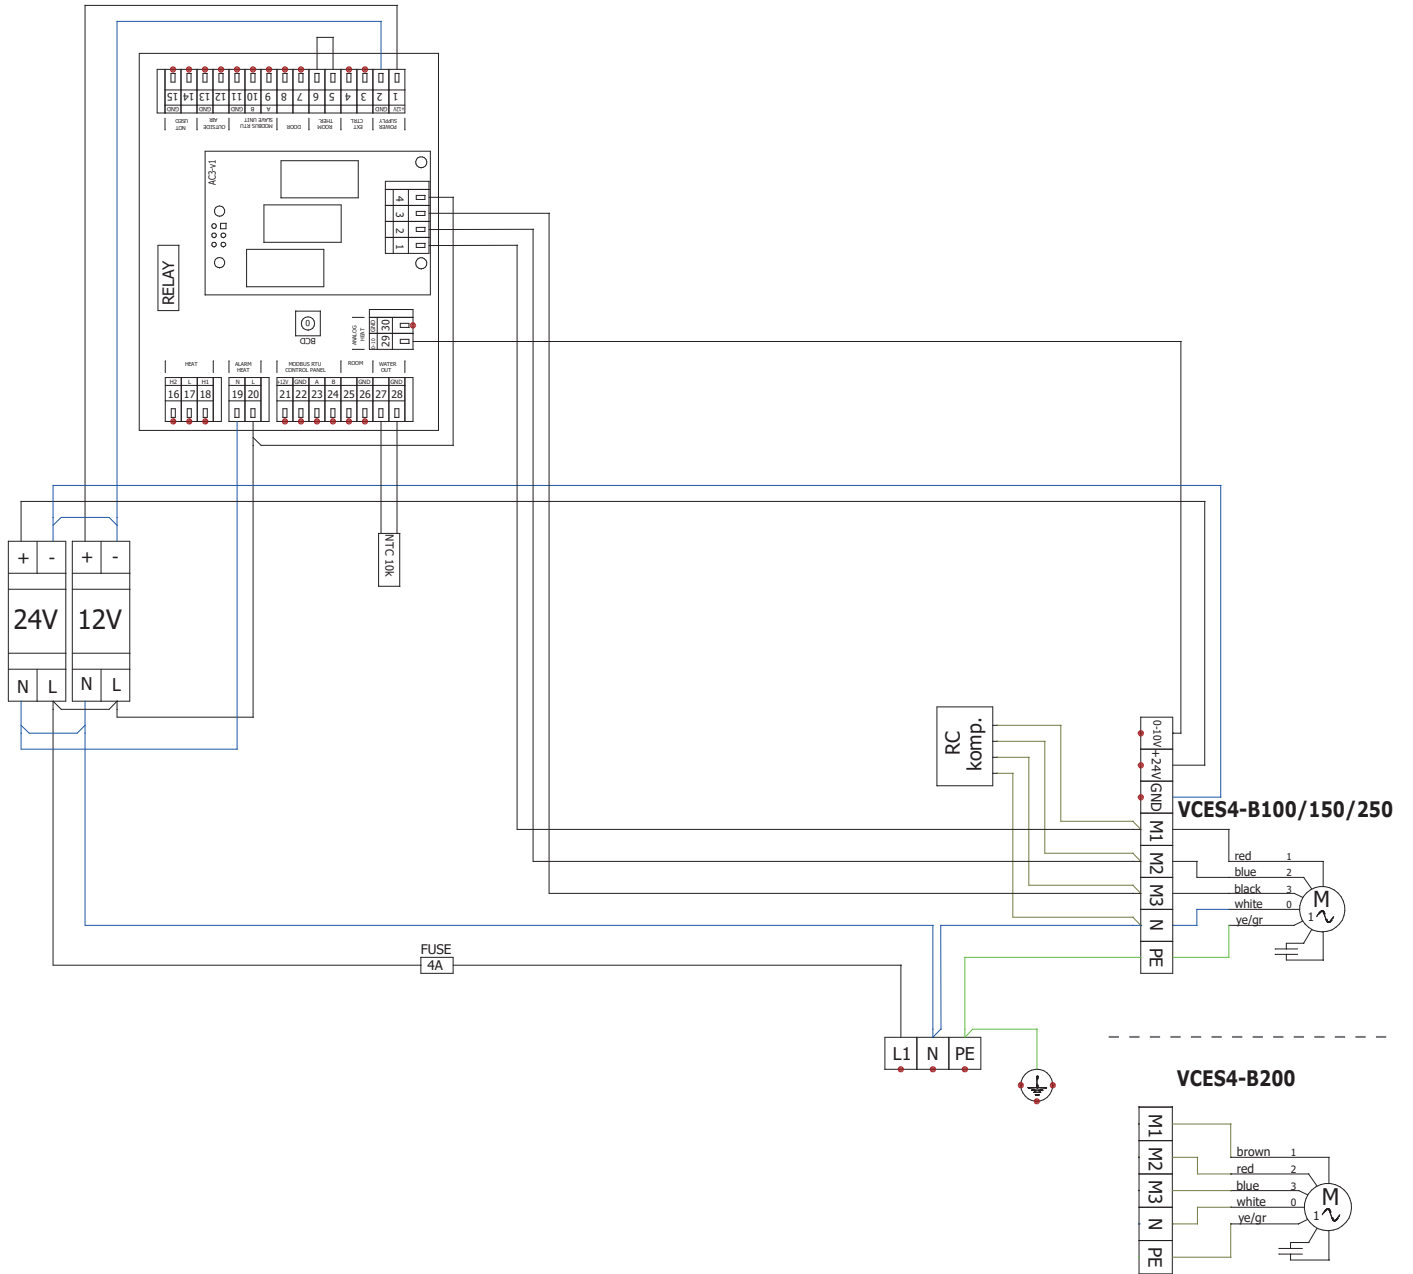 15 14 13 12 11 10 9 8 7 6 5 4 3 2 1
GND GND GND B A GND +12V
NOT USED
OUTSIDE AIR
MODBUS RTU SLAVE UNIT
DOOR
ROOM THER.
EXT CTRL
POWER SUPPLY
AC3-v1
4
3
2
1
RELAY
0
BCD
ANALOG HEAT
GND 30
0-10 29
HEAT
ALARM HEAT
MODBUS RTU CONTROL PANEL
ROOM
WATER OUT
H2 L H1 N L +12V GND A B GND GND
16 17 18 19 20 21 22 23 24 25 26 27 28
NTC 10k
+ - + -
24V 12V
N L N L
RC komp.
0-10V
+24V
GND
VCES4-B100/150/250
M1
M2
M3
N
PE
red 1
blue 2
black 3
white 0
ye/gr
M
1
FUSE
4A
L1 N PE
VCES4-B200
M1
M2
M3
N
PE
brown 1
red 2
blue 3
white 0
ye/gr
M
1